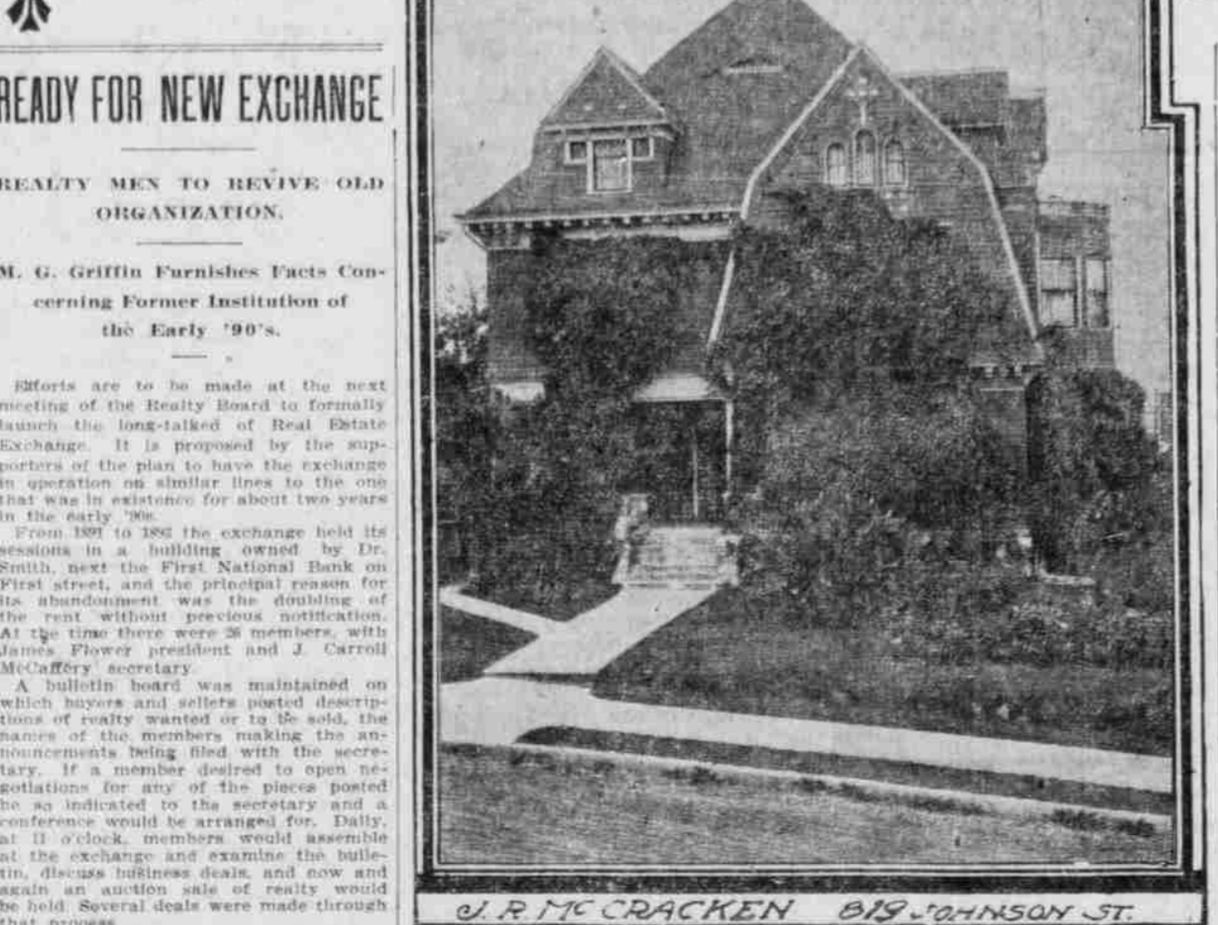 READY FOR NEW EXCHANGE
REALTY MEN TO REVIVE OLD
ORGANIZATION.
M. G. Griffin Furnishes Facts Con-
cerning Former Institution of
the Early '90's.
Efforts are to be made at the next
meeting of the Realty Board to formally
launch the long-talked of Real Estate
Exchange. It is proposed by the sup-
porters of the plan to have the exchange
in operation on similar lines to the one
that was in existence for about two years
in the early '90s.
From 1891 to the exchange held its
sessions in a building owned by Dr.
Smith, next the First National Bank on
First street, and the principal reason for
its abandonment was the doubling of
the rent without previous notification.
At the time there were 26 members, with
James Flower president and J. Carroll
McCaffery secretary.
A bulletin board was maintained on
which buyers and sellers posted descrip-
tions of realty wanted or to be sold, the
names of the members making the an-
nouncements being filed with the secre-
tary. If a member desired to open ne-
gotiations for any of the pieces posted
he so indicated to the secretary and a
conference would be arranged for. Daily,
at 11 o'clock, members would assemble
at the exchange and examine the bulle-
tin, discuss business deals, and now and
again an auction sale of realty would
be held. Several deals were made through
that process.
J. R. McCRACKEN 819 JOHNSON ST.